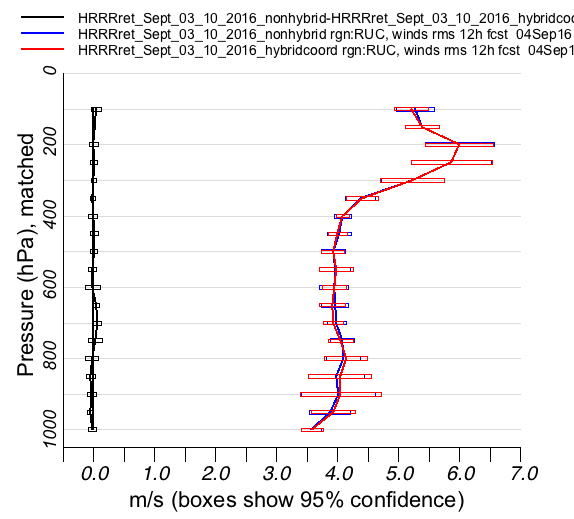 HRRRret_Sept_03_10_2016_nonhybrid-HRRRret_Sept_03_10_2016_hybridcoo
HRRRret_Sept_03_10_2016_nonhybrid rgn:RUC, winds rms 12h fcst 04Sep16
HRRRret_Sept_03_10_2016_hybridcoord rgn:RUC, winds rms 12h fcst 04Sep1
Pressure (hPa), matched
0
200
400
600
800
1000
0.0 1.0 2.0 3.0 4.0 5.0 6.0 7.0
m/s (boxes show 95% confidence)